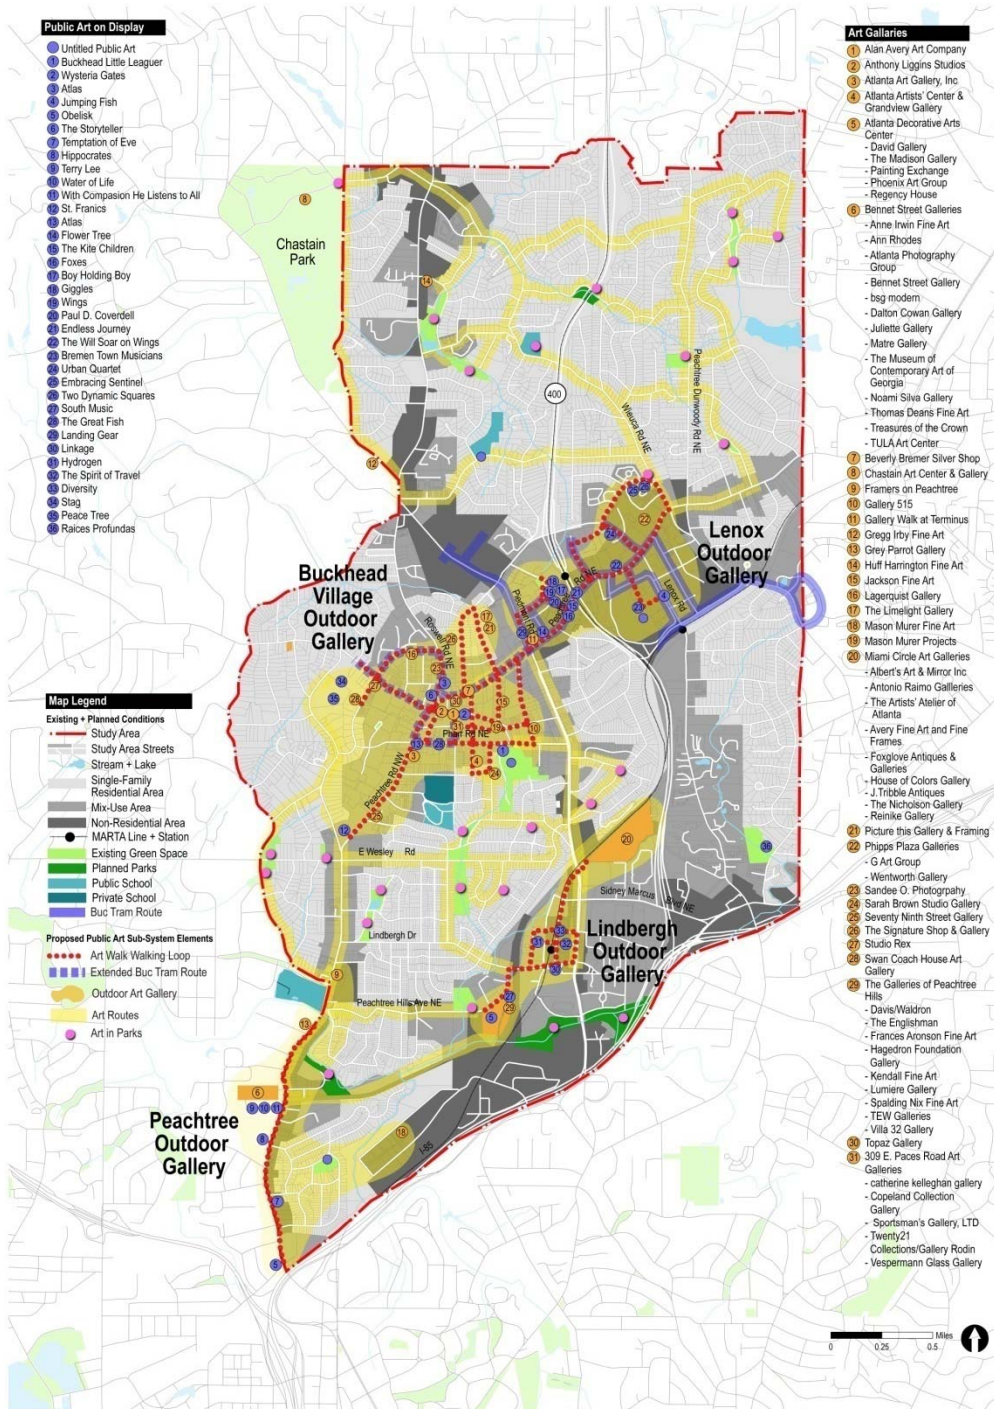 Public Art on Display
Untitled Public Art
1 Buckhead Little Leaguer
2 Wysteria Gates
3 Atlas
4 Jumping Fish
5 Obelisk
6 The Storyteller
7 Temptation of Eve
8 Hippocrates
9 Terry Lee
10 Water of Life
11 With Compasion He Listens to All
12 St. Franics
13 Atlas
14 Flower Tree
15 The Kite Children
16 Foxes
17 Boy Holding Boy
18 Giggles
19 Wings
20 Paul D. Coverdell
21 Endless Journey
22 The Will Soar on Wings
23 Bremen Town Musicians
24 Urban Quartet
25 Embracing Sentinel
26 Two Dynamic Squares
27 South Music
28 The Great Fish
29 Landing Gear
30 Linkage
31 Hydrogen
32 The Spirit of Travel
33 Diversity
34 Stag
35 Peace Tree
36 Raices Profundas
Map Legend
Existing + Planned Conditions
Study Area
Study Area Streets
Stream + Lake
Single-Family
Residential Area
Mix-Use Area
Non-Residential Area
MARTA Line + Station
Existing Green Space
Planned Parks
Public School
Private School
Buc Tram Route
Proposed Public Art Sub-System Elements
Art Walk Walking Loop
Extended Buc Tram Route
Outdoor Art Gallery
Art Routes
Art in Parks
Chastain
Park
400
Wieuca Rd NE
Peachtree Dunwoody Rd NE
Lenox
Outdoor
Gallery
Lenox Rd
Buckhead
Village
Outdoor
Gallery
Roswell Rd NE
Piedmont Rd
Peachtree Rd NE
Pharr Rd NE
Peachtree Rd NW
E Wesley Rd
Sidney Marcus Blvd NE
Lindbergh
Outdoor
Gallery
Lindbergh Dr
Peachtree Hills Ave NE
Peachtree
Outdoor
Gallery
I-85
Art Gallaries
1 Alan Avery Art Company
2 Anthony Liggins Studios
3 Atlanta Art Gallery, Inc
4 Atlanta Artists' Center &
Grandview Gallery
5 Atlanta Decorative Arts
Center
- David Gallery
- The Madison Gallery
- Painting Exchange
- Phoenix Art Group
- Regency House
6 Bennet Street Galleries
- Anne Irwin Fine Art
- Ann Rhodes
- Atlanta Photography
Group
- Bennet Street Gallery
- bsg modern
- Dalton Cowan Gallery
- Juliette Gallery
- Matre Gallery
- The Museum of
Contemporary Art of
Georgia
- Noami Silva Gallery
- Thomas Deans Fine Art
- Treasures of the Crown
- TULA Art Center
7 Beverly Bremer Silver Shop
8 Chastain Art Center & Gallery
9 Framers on Peachtree
10 Gallery 515
11 Gallery Walk at Terminus
12 Gregg Irby Fine Art
13 Grey Parrot Gallery
14 Huff Harrington Fine Art
15 Jackson Fine Art
16 Lagerquist Gallery
17 The Limelight Gallery
18 Mason Murer Fine Art
19 Mason Murer Projects
20 Miami Circle Art Galleries
- Albert's Art & Mirror Inc
- Antonio Raimo Gallleries
- The Artists' Atelier of
Atlanta
- Avery Fine Art and Fine
Frames
- Foxglove Antiques &
Galleries
- House of Colors Gallery
- J.Tribble Antiques
- The Nicholson Gallery
- Reinike Gallery
21 Picture this Gallery & Framing
22 Phipps Plaza Galleries
- G Art Group
- Wentworth Gallery
23 Sandee O. Photogrpahy
24 Sarah Brown Studio Gallery
25 Seventy Ninth Street Gallery
26 The Signature Shop & Gallery
27 Studio Rex
28 Swan Coach House Art
Gallery
29 The Galleries of Peachtree
Hills
- Davis/Waldron
- The Englishman
- Frances Aronson Fine Art
- Hagedron Foundation
Gallery
- Kendall Fine Art
- Lumiere Gallery
- Spalding Nix Fine Art
- TEW Galleries
- Villa 32 Gallery
30 Topaz Gallery
31 309 E. Paces Road Art
Galleries
- catherine kelleghan gallery
- Copeland Collection
Gallery
- Sportsman's Gallery, LTD
- Twenty21
Collections/Gallery Rodin
- Vespermann Glass Gallery
Miles
0 0.25 0.5